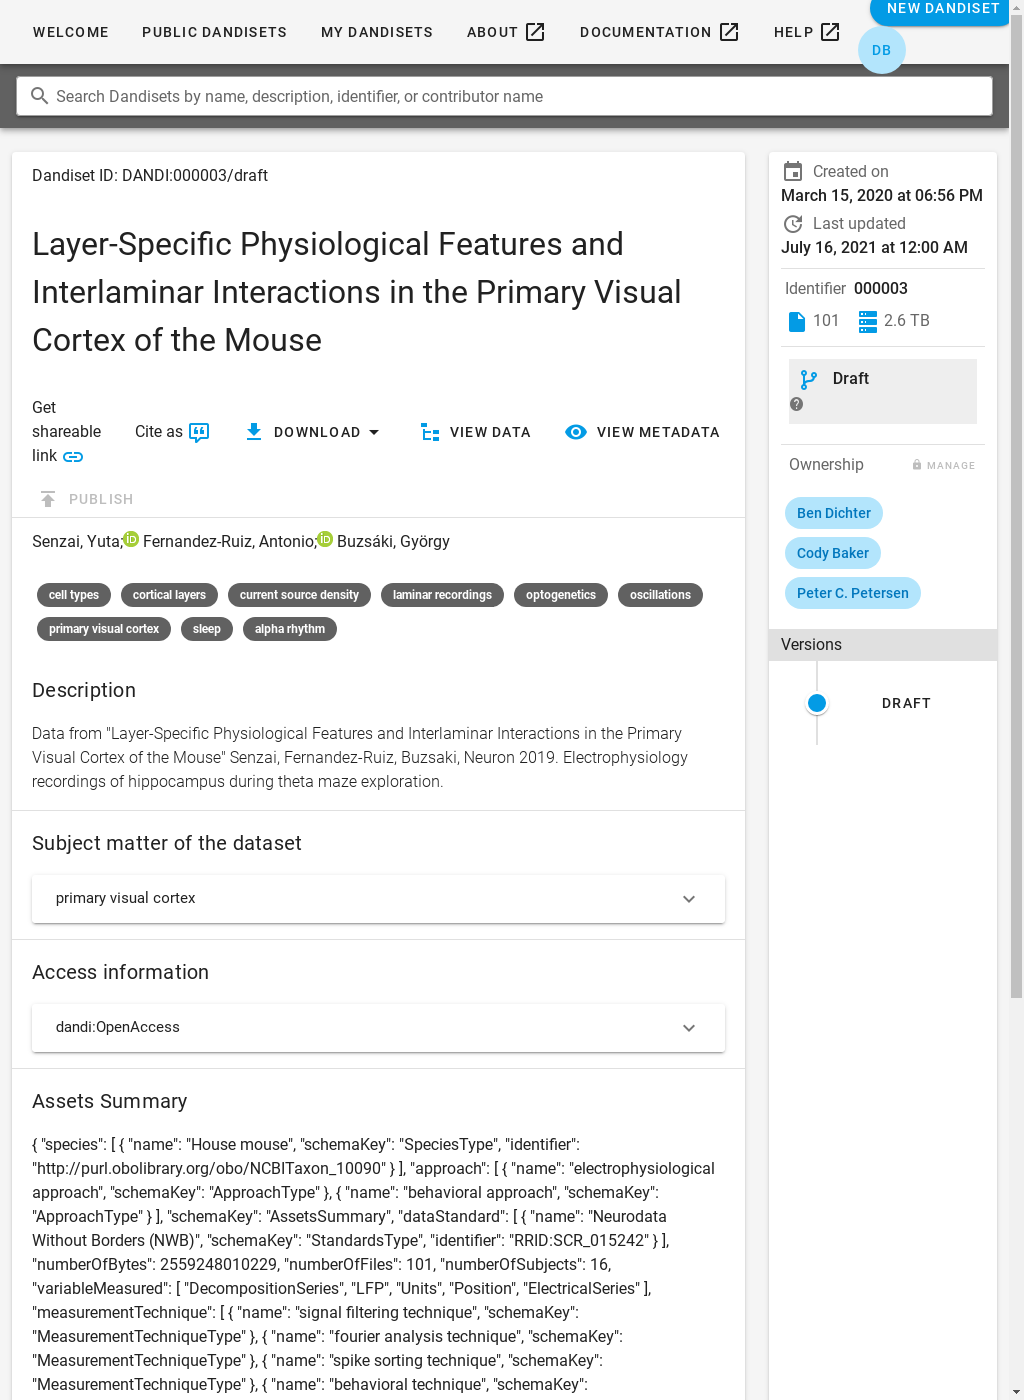 WELCOME
PUBLIC DANDISETS
MY DANDISETS
ABOUT
DOCUMENTATION
HELP
NEW DANDISET
DB
Search Dandisets by name, description, identifier, or contributor name
Dandiset ID: DANDI:000003/draft
Layer-Specific Physiological Features and
Interlaminar Interactions in the Primary Visual
Cortex of the Mouse
Get
shareable
link
Cite as
DOWNLOAD
VIEW DATA
VIEW METADATA
PUBLISH
Senzai, Yuta; Fernandez-Ruiz, Antonio; Buzsáki, György
cell types
cortical layers
current source density
laminar recordings
optogenetics
oscillations
primary visual cortex
sleep
alpha rhythm
Description
Data from "Layer-Specific Physiological Features and Interlaminar Interactions in the Primary
Visual Cortex of the Mouse" Senzai, Fernandez-Ruiz, Buzsaki, Neuron 2019. Electrophysiology
recordings of hippocampus during theta maze exploration.
Subject matter of the dataset
primary visual cortex
Access information
dandi:OpenAccess
Assets Summary
{ "species": [ { "name": "House mouse", "schemaKey": "SpeciesType", "identifier":
"http://purl.obolibrary.org/obo/NCBITaxon_10090" } ], "approach": [ { "name": "electrophysiological
approach", "schemaKey": "ApproachType" }, { "name": "behavioral approach", "schemaKey":
"ApproachType" } ], "schemaKey": "AssetsSummary", "dataStandard": [ { "name": "Neurodata
Without Borders (NWB)", "schemaKey": "StandardsType", "identifier": "RRID:SCR_015242" } ],
"numberOfBytes": 2559248010229, "numberOfFiles": 101, "numberOfSubjects": 16,
"variableMeasured": [ "DecompositionSeries", "LFP", "Units", "Position", "ElectricalSeries" ],
"measurementTechnique": [ { "name": "signal filtering technique", "schemaKey":
"MeasurementTechniqueType" }, { "name": "fourier analysis technique", "schemaKey":
"MeasurementTechniqueType" }, { "name": "spike sorting technique", "schemaKey":
"MeasurementTechniqueType" }, { "name": "behavioral technique", "schemaKey":
Created on
March 15, 2020 at 06:56 PM
Last updated
July 16, 2021 at 12:00 AM
Identifier 000003
101
2.6 TB
Draft
Ownership
MANAGE
Ben Dichter
Cody Baker
Peter C. Petersen
Versions
DRAFT